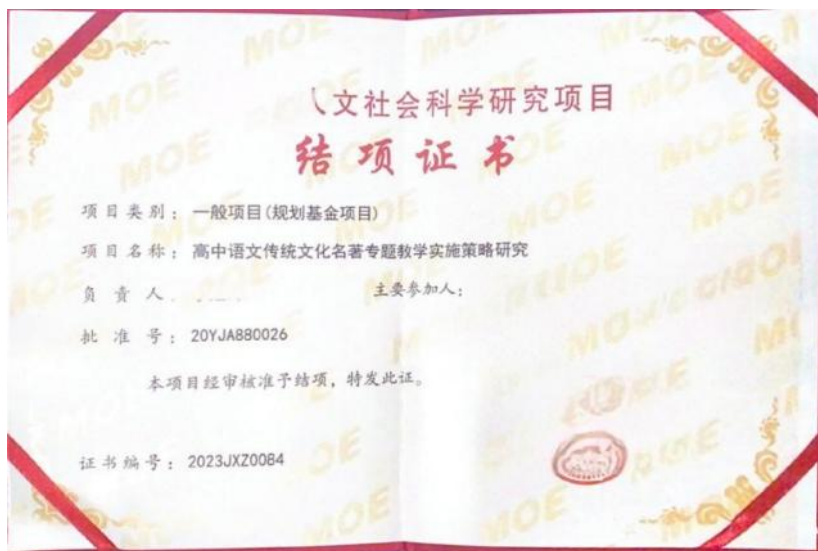 文社会科学研究项目
结项证书
项目类别：一般项目(规划基金项目)
项目名称：高中语文传统文化名著专题教学实施策略研究
负责人 主要参加人：
批准号：20YJA880026
本项目经审核准予结项，特发此证。
证书编号：2023JXZ0084
MOE